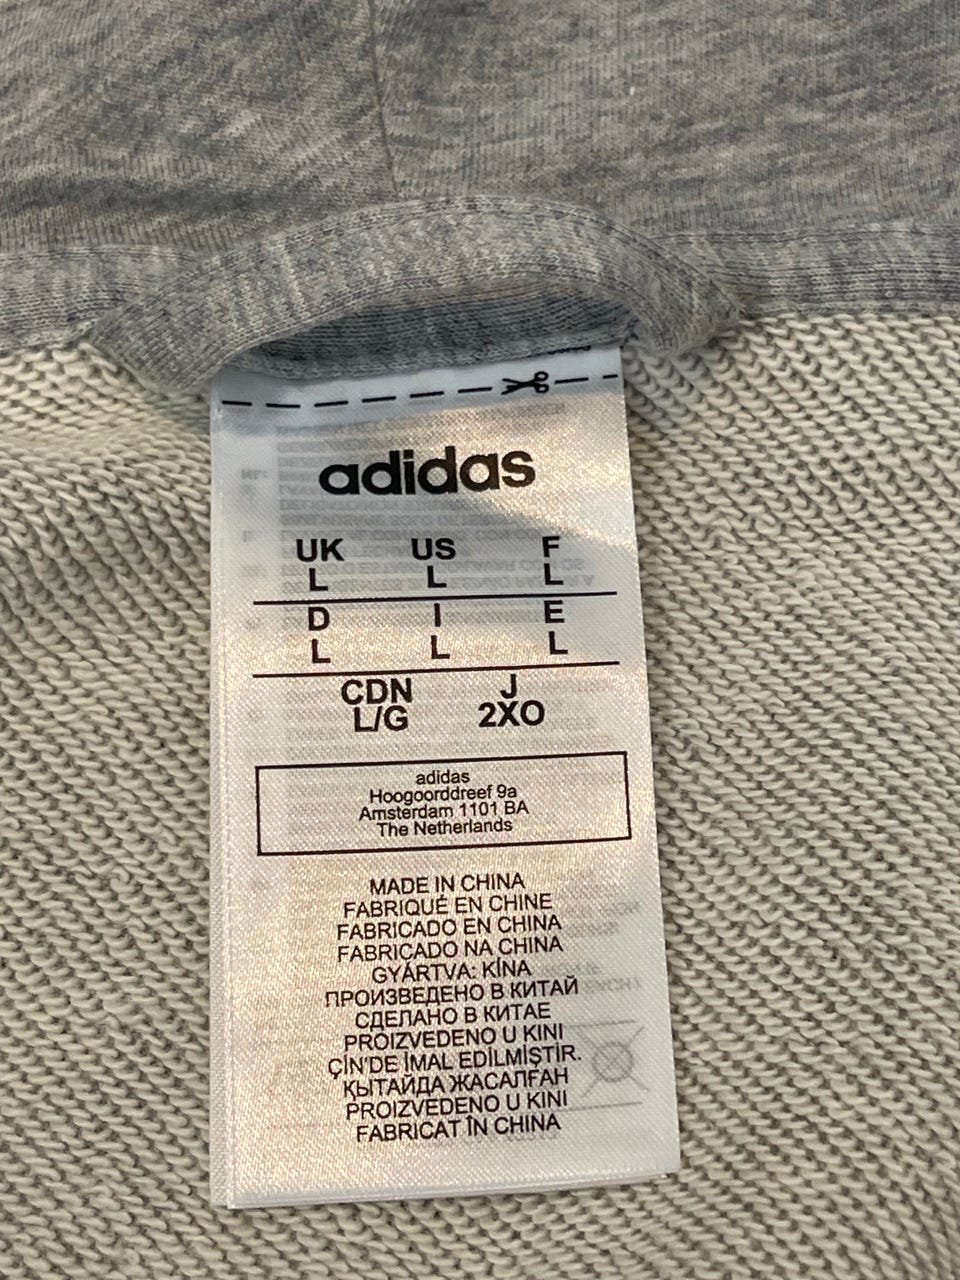 adidas
UK US F
L L L
D I E
L L L
CDN J
L/G 2XO
adidas
Hoogoorddreef 9a
Amsterdam 1101 BA
The Netherlands
MADE IN CHINA
FABRIQUÉ EN CHINE
FABRICADO EN CHINA
FABRICADO NA CHINA
GYÁRTVA: KÍNA
ПРОИЗВЕДЕНО В КИТАЙ
СДЕЛАНО В КИТАЕ
PROIZVEDENO U KINI
ÇİN'DE İMAL EDİLMİŞTİR.
ҚЫТАЙДА ЖАСАЛҒАН
PROIZVEDENO U KINI
FABRICAT ÎN CHINA